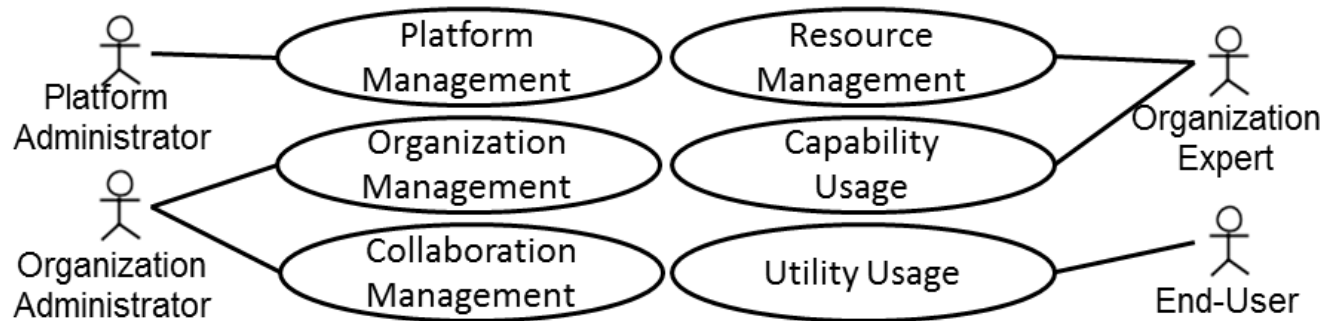 Platform
Administrator
Platform
Management
Resource
Management
Organization
Expert
Organization
Administrator
Organization
Management
Capability
Usage
Collaboration
Management
Utility Usage
End-User